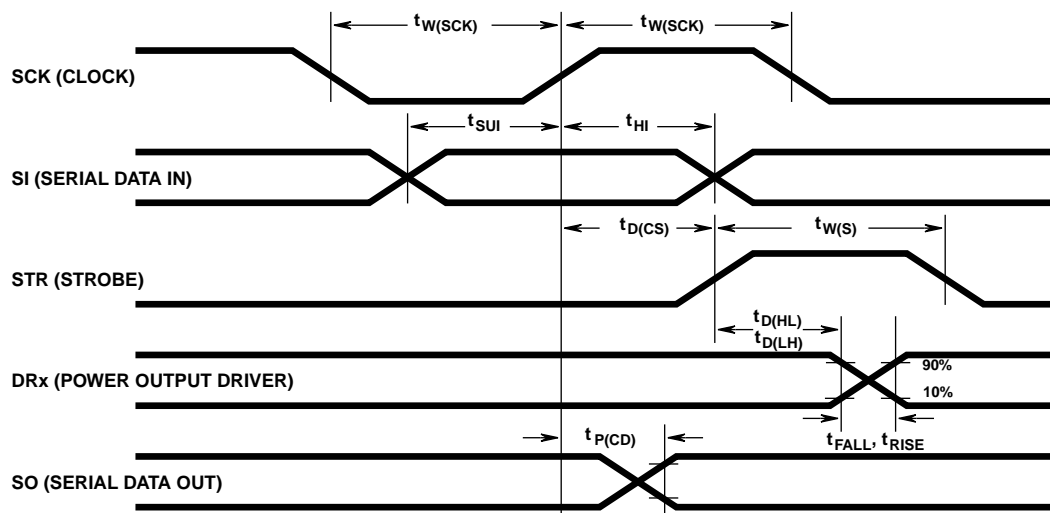 tW(SCK) tW(SCK)
SCK (CLOCK)
tSUI tHI
SI (SERIAL DATA IN)
tD(CS) tW(S)
STR (STROBE)
tD(HL)
tD(LH)
90%
DRx (POWER OUTPUT DRIVER)
10%
tP(CD) tFALL, tRISE
SO (SERIAL DATA OUT)